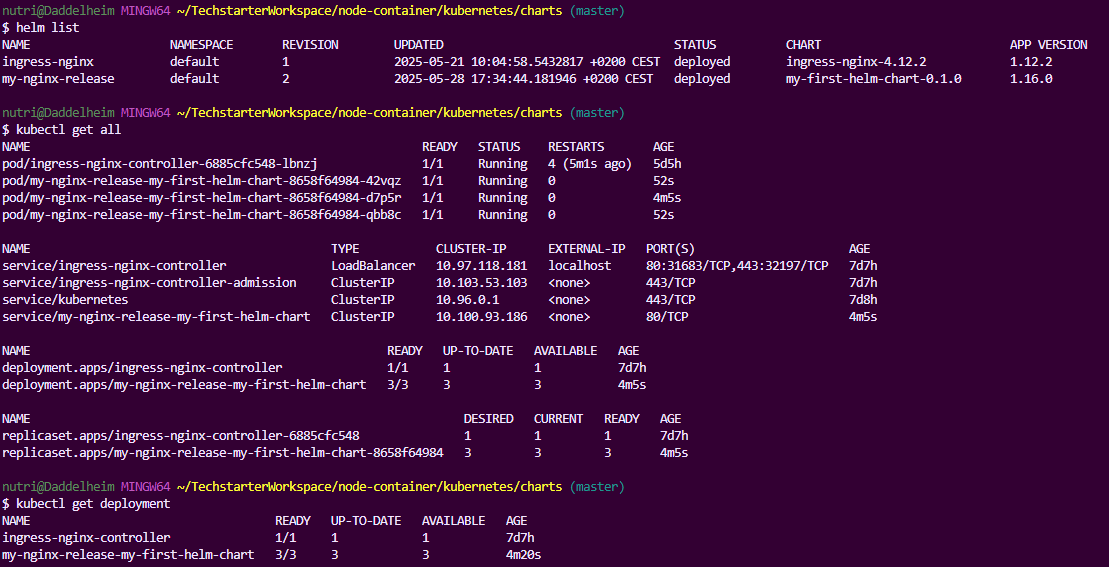 nutri@Daddelheim MINGW64 ~/TechstarterWorkspace/node-container/kubernetes/charts (master)
$ helm list
NAME NAMESPACE REVISION UPDATED STATUS CHART APP VERSION
ingress-nginx default 1 2025-05-21 10:04:58.5432817 +0200 CEST deployed ingress-nginx-4.12.2 1.12.2
my-nginx-release default 2 2025-05-28 17:34:44.181946 +0200 CEST deployed my-first-helm-chart-0.1.0 1.16.0
nutri@Daddelheim MINGW64 ~/TechstarterWorkspace/node-container/kubernetes/charts (master)
$ kubectl get all
NAME READY STATUS RESTARTS AGE
pod/ingress-nginx-controller-6885cfc548-lbnzj 1/1 Running 4 (5m1s ago) 5d5h
pod/my-nginx-release-my-first-helm-chart-8658f64984-42vqz 1/1 Running 0 52s
pod/my-nginx-release-my-first-helm-chart-8658f64984-d7p5r 1/1 Running 0 4m5s
pod/my-nginx-release-my-first-helm-chart-8658f64984-qbb8c 1/1 Running 0 52s
NAME TYPE CLUSTER-IP EXTERNAL-IP PORT(S) AGE
service/ingress-nginx-controller LoadBalancer 10.97.118.181 localhost 80:31683/TCP,443:32197/TCP 7d7h
service/ingress-nginx-controller-admission ClusterIP 10.103.53.103 <none> 443/TCP 7d7h
service/kubernetes ClusterIP 10.96.0.1 <none> 443/TCP 7d8h
service/my-nginx-release-my-first-helm-chart ClusterIP 10.100.93.186 <none> 80/TCP 4m5s
NAME READY UP-TO-DATE AVAILABLE AGE
deployment.apps/ingress-nginx-controller 1/1 1 1 7d7h
deployment.apps/my-nginx-release-my-first-helm-chart 3/3 3 3 4m5s
NAME DESIRED CURRENT READY AGE
replicaset.apps/ingress-nginx-controller-6885cfc548 1 1 1 7d7h
replicaset.apps/my-nginx-release-my-first-helm-chart-8658f64984 3 3 3 4m5s
nutri@Daddelheim MINGW64 ~/TechstarterWorkspace/node-container/kubernetes/charts (master)
$ kubectl get deployment
NAME READY UP-TO-DATE AVAILABLE AGE
ingress-nginx-controller 1/1 1 1 7d7h
my-nginx-release-my-first-helm-chart 3/3 3 3 4m20s